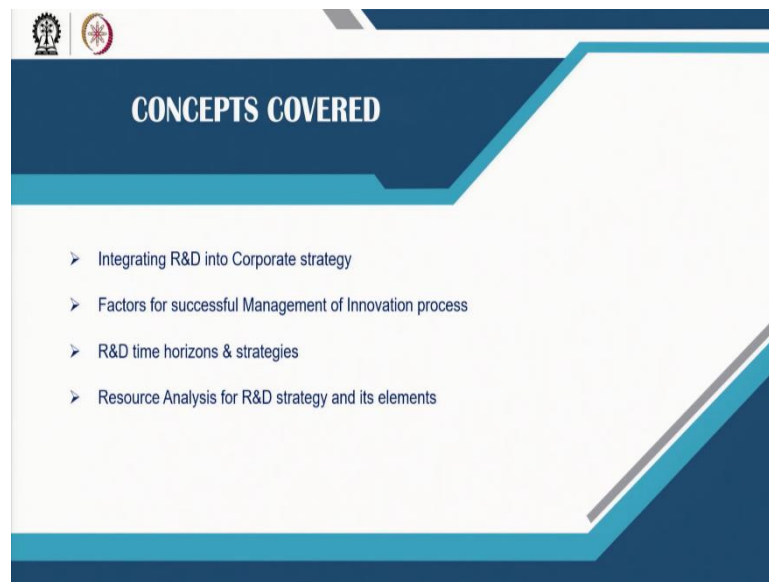 CONCEPTS COVERED
➢ Integrating R&D into Corporate strategy
➢ Factors for successful Management of Innovation process
➢ R&D time horizons & strategies
➢ Resource Analysis for R&D strategy and its elements